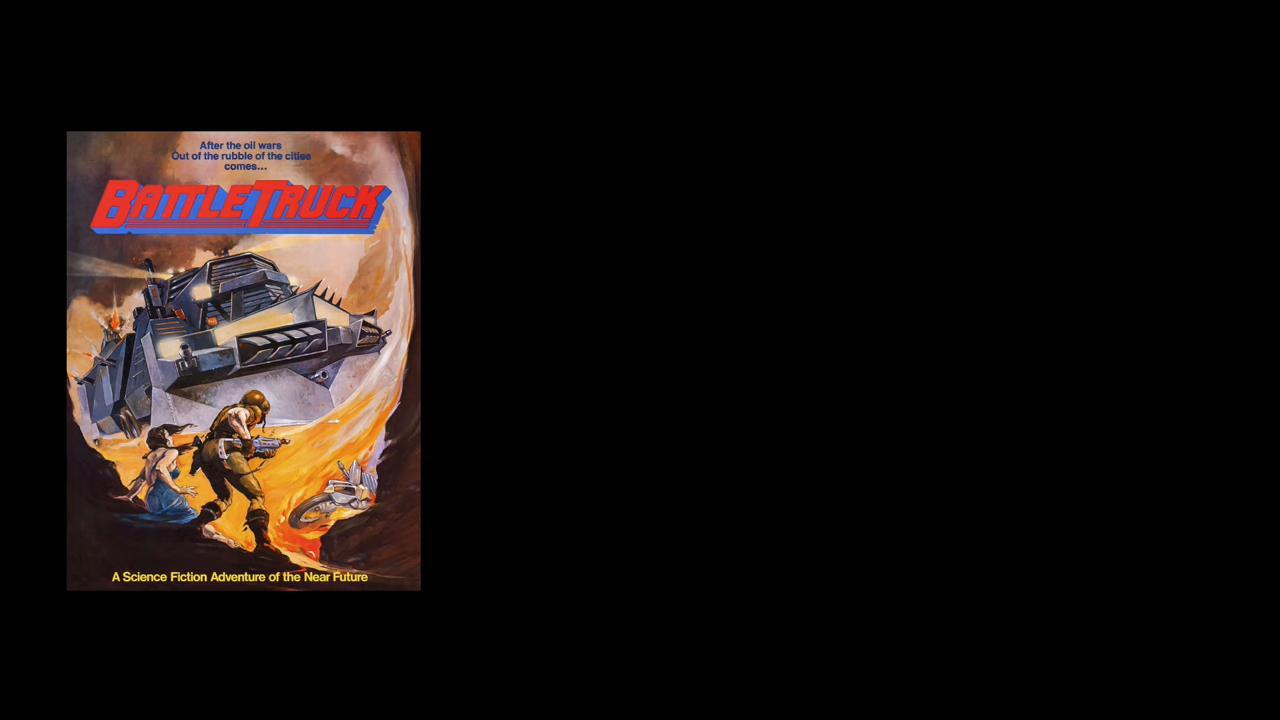 After the oil wars
Out of the rubble of the cities
comes...
BATTLETRUCK
A Science Fiction Adventure of the Near Future